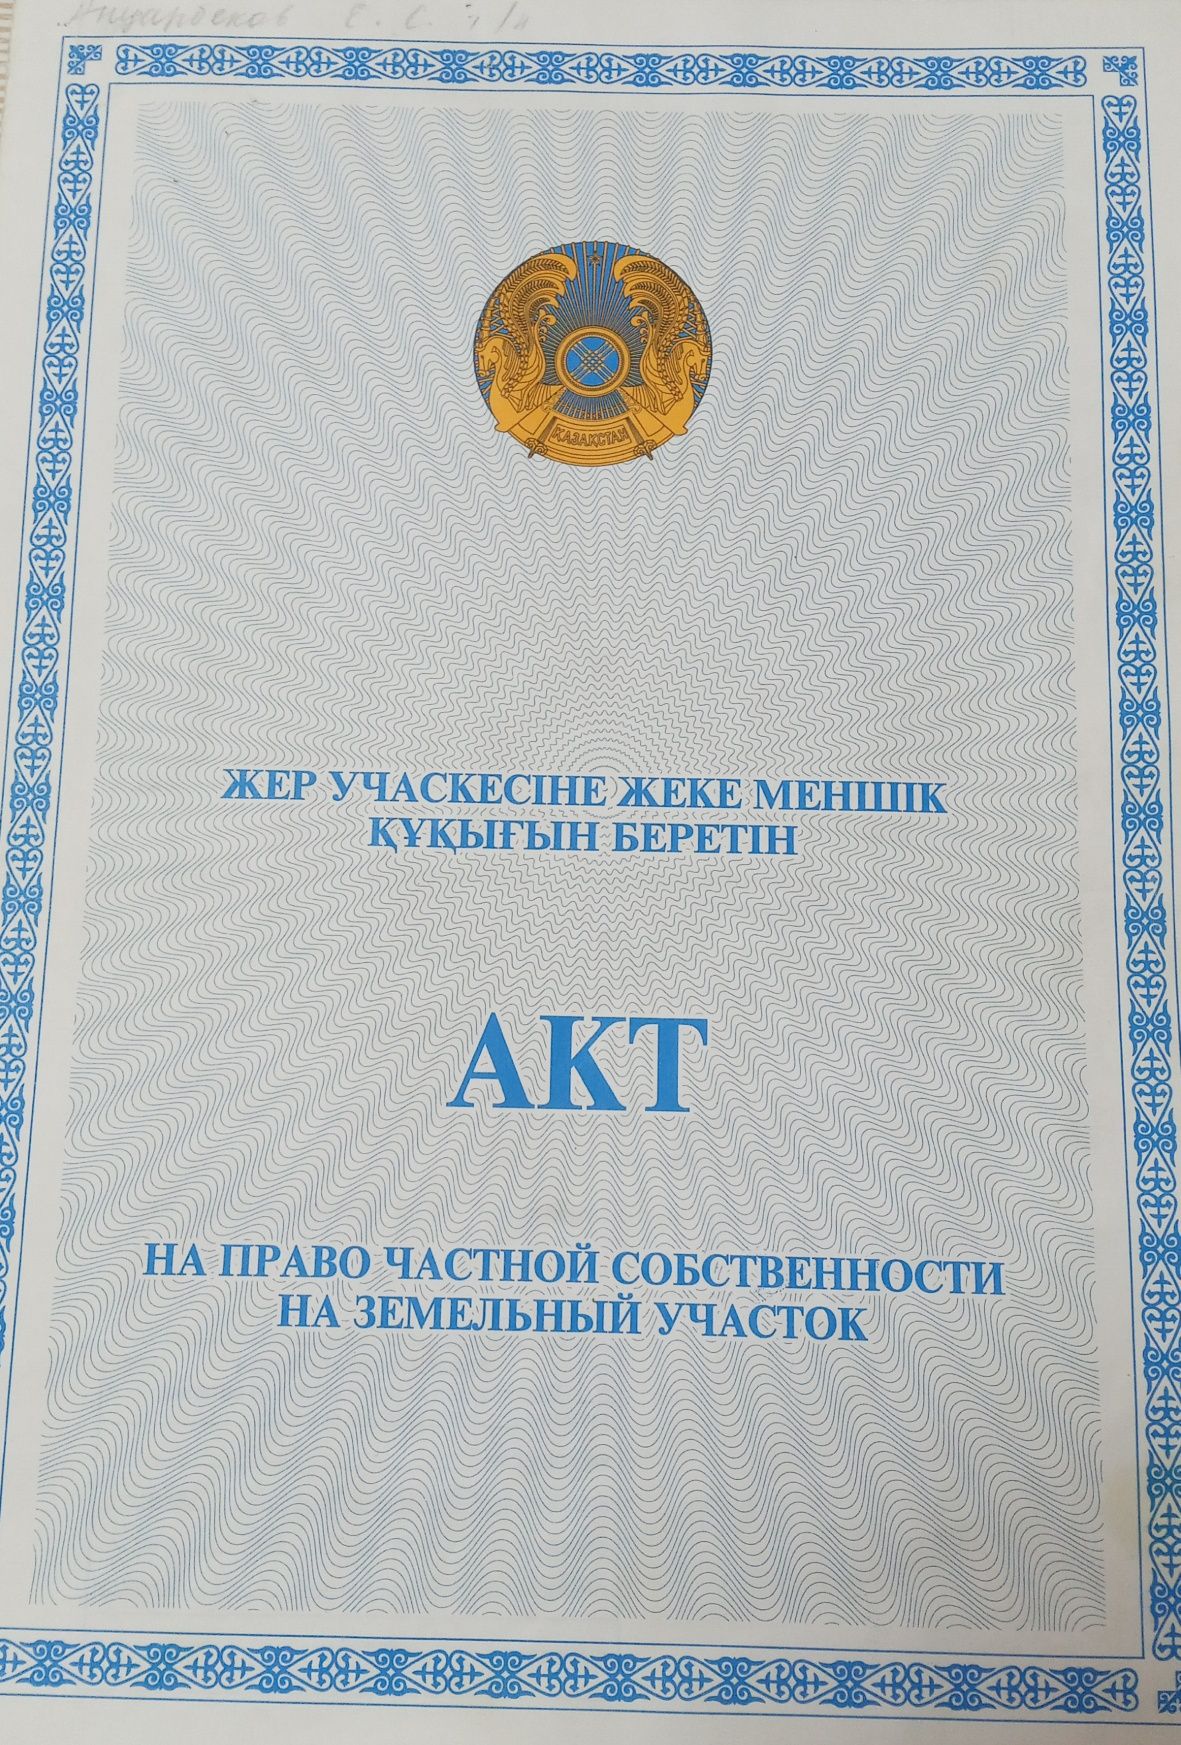 Е. С.
ҚАЗАҚСТАН
ЖЕР УЧАСКЕСІНЕ ЖЕКЕ МЕНШІК
ҚҰҚЫҒЫН БЕРЕТІН
АКТ
НА ПРАВО ЧАСТНОЙ СОБСТВЕННОСТИ
НА ЗЕМЕЛЬНЫЙ УЧАСТОК